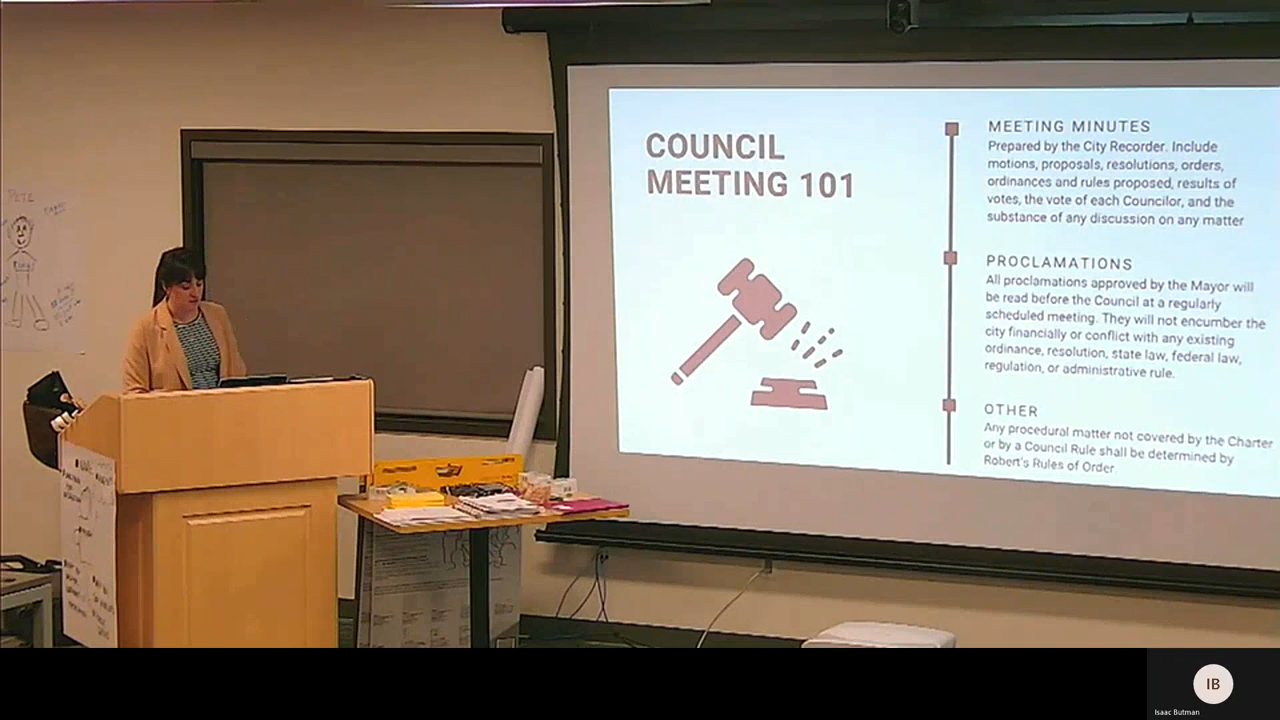 COUNCIL
MEETING 101
MEETING MINUTES
Prepared by the City Recorder. Include
motions, proposals, resolutions, orders,
ordinances and rules proposed, results of
votes, the vote of each Councilor, and the
substance of any discussion on any matter
PROCLAMATIONS
All proclamations approved by the Mayor will
be read before the Council at a regularly
scheduled meeting. They will not encumber the
city financially or conflict with any existing
ordinance, resolution, state law, federal law,
regulation, or administrative rule.
OTHER
Any procedural matter not covered by the Charter
or by a Council Rule shall be determined by
Robert's Rules of Order
PETE
IB
Isaac Butman